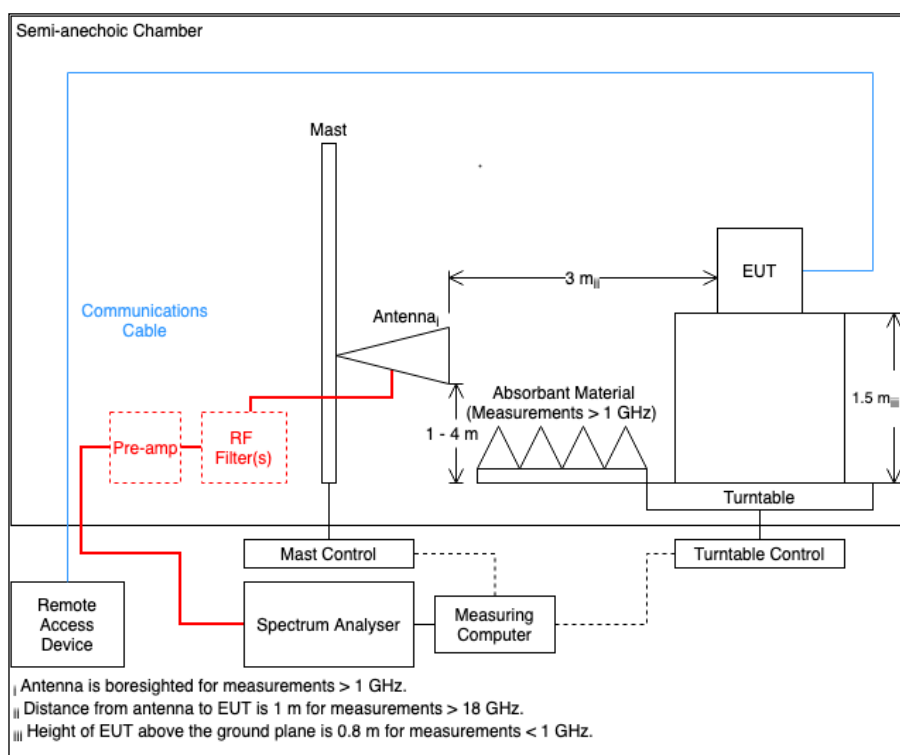 Semi-anechoic Chamber
Mast
EUT
3 mii
Communications
Cable
Antennai
Absorbant Material
(Measurements > 1 GHz)
1.5 miii
1 - 4 m
Pre-amp
RF
Filter(s)
Turntable
Mast Control
Turntable Control
Remote
Access
Device
Spectrum Analyser
Measuring
Computer
i Antenna is boresighted for measurements > 1 GHz.
ii Distance from antenna to EUT is 1 m for measurements > 18 GHz.
iii Height of EUT above the ground plane is 0.8 m for measurements < 1 GHz.